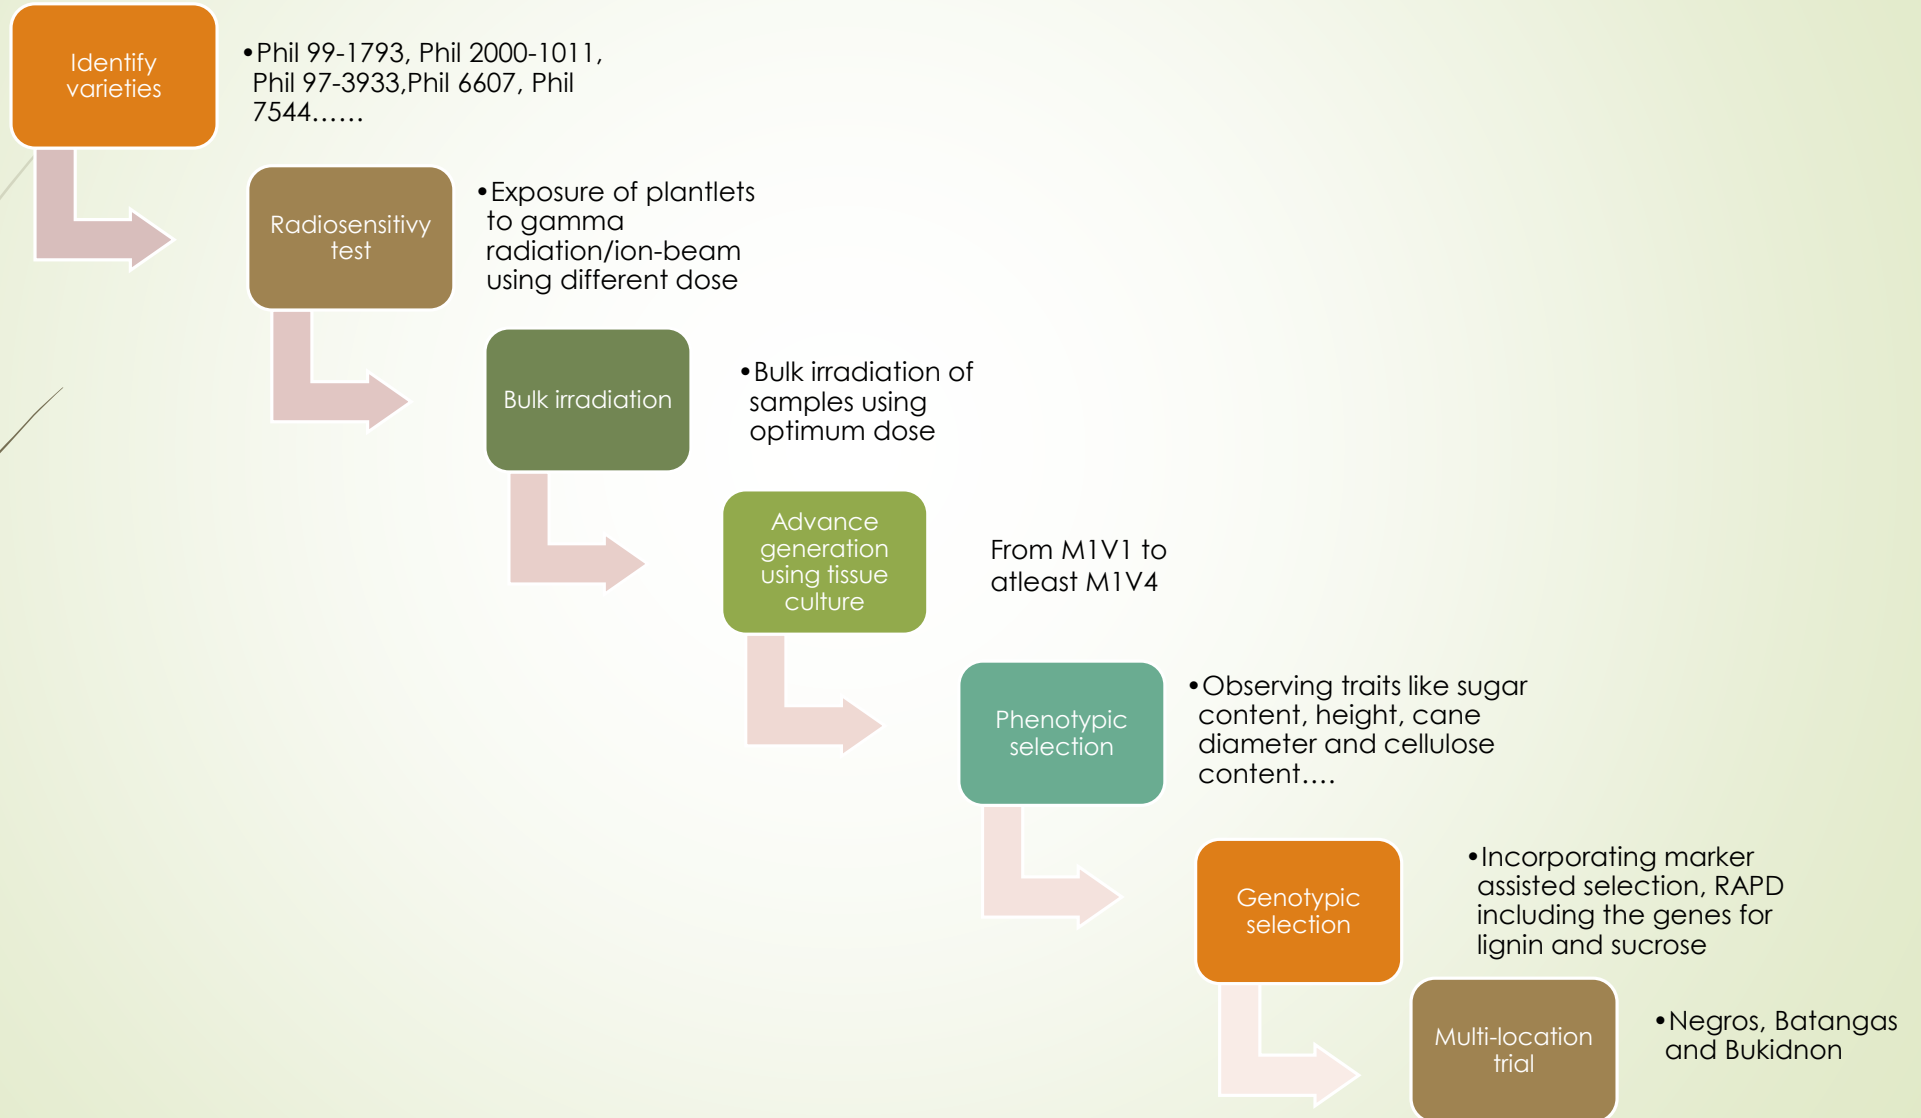 Identify
varieties
•Phil 99-1793, Phil 2000-1011,
Phil 97-3933,Phil 6607, Phil
7544......
Radiosensitivy
test
•Exposure of plantlets
to gamma
radiation/ion-beam
using different dose
Bulk irradiation
•Bulk irradiation of
samples using
optimum dose
Advance
generation
using tissue
culture
From M1V1 to
atleast M1V4
Phenotypic
selection
•Observing traits like sugar
content, height, cane
diameter and cellulose
content....
Genotypic
selection
•Incorporating marker
assisted selection, RAPD
including the genes for
lignin and sucrose
Multi-location
trial
•Negros, Batangas
and Bukidnon